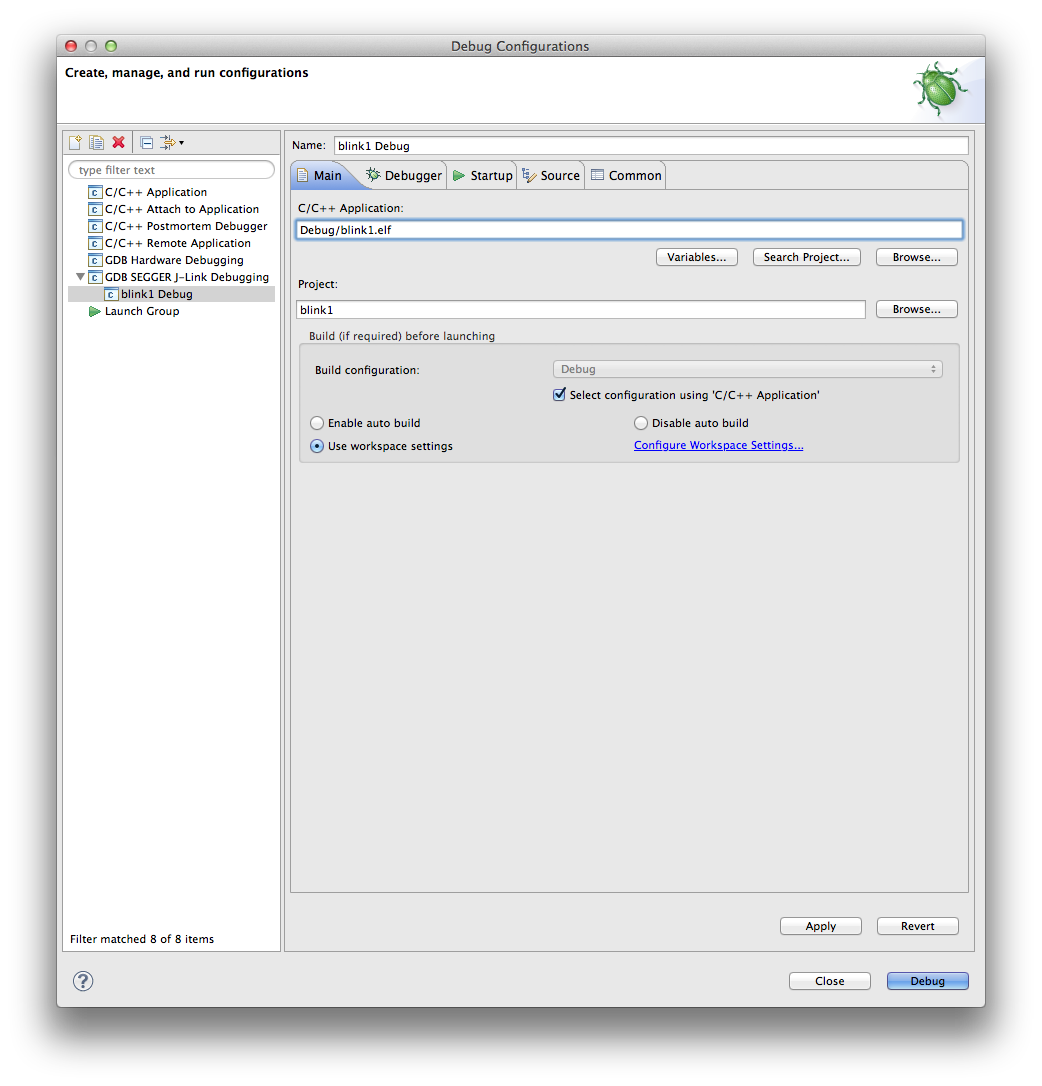 Debug Configurations
Create, manage, and run configurations
type filter text
C/C++ Application
C/C++ Attach to Application
C/C++ Postmortem Debugger
C/C++ Remote Application
GDB Hardware Debugging
GDB SEGGER J-Link Debugging
blink1 Debug
Launch Group
Filter matched 8 of 8 items
Name: blink1 Debug
Main Debugger Startup Source Common
C/C++ Application:
Debug/blink1.elf
Variables... Search Project... Browse...
Project:
blink1 Browse...
Build (if required) before launching
Build configuration: Debug
Select configuration using 'C/C++ Application'
Enable auto build Disable auto build
Use workspace settings Configure Workspace Settings...
Apply Revert
? Close Debug